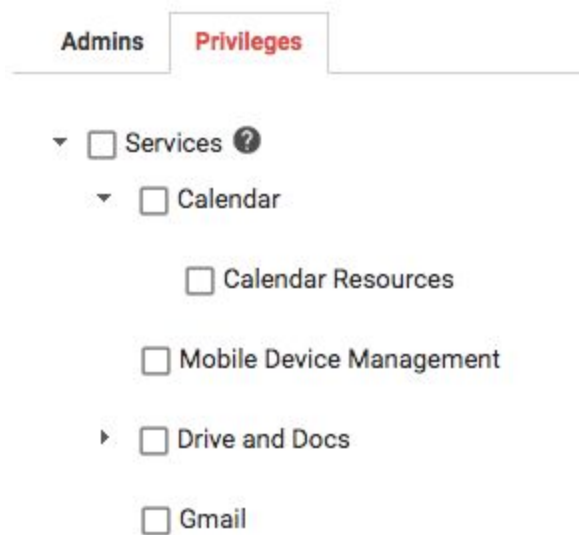 Admins Privileges
Services ?
Calendar
Calendar Resources
Mobile Device Management
Drive and Docs
Gmail